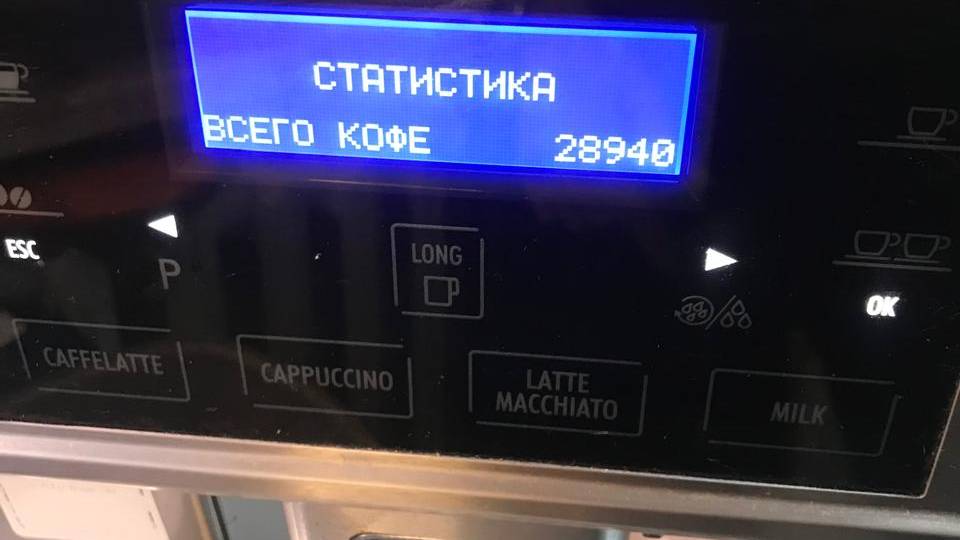 СТАТИСТИКА
ВСЕГО КОФЕ 28940
ESC
P
LONG
OK
CAFFELATTE
CAPPUCCINO
LATTE
MACCHIATO
MILK